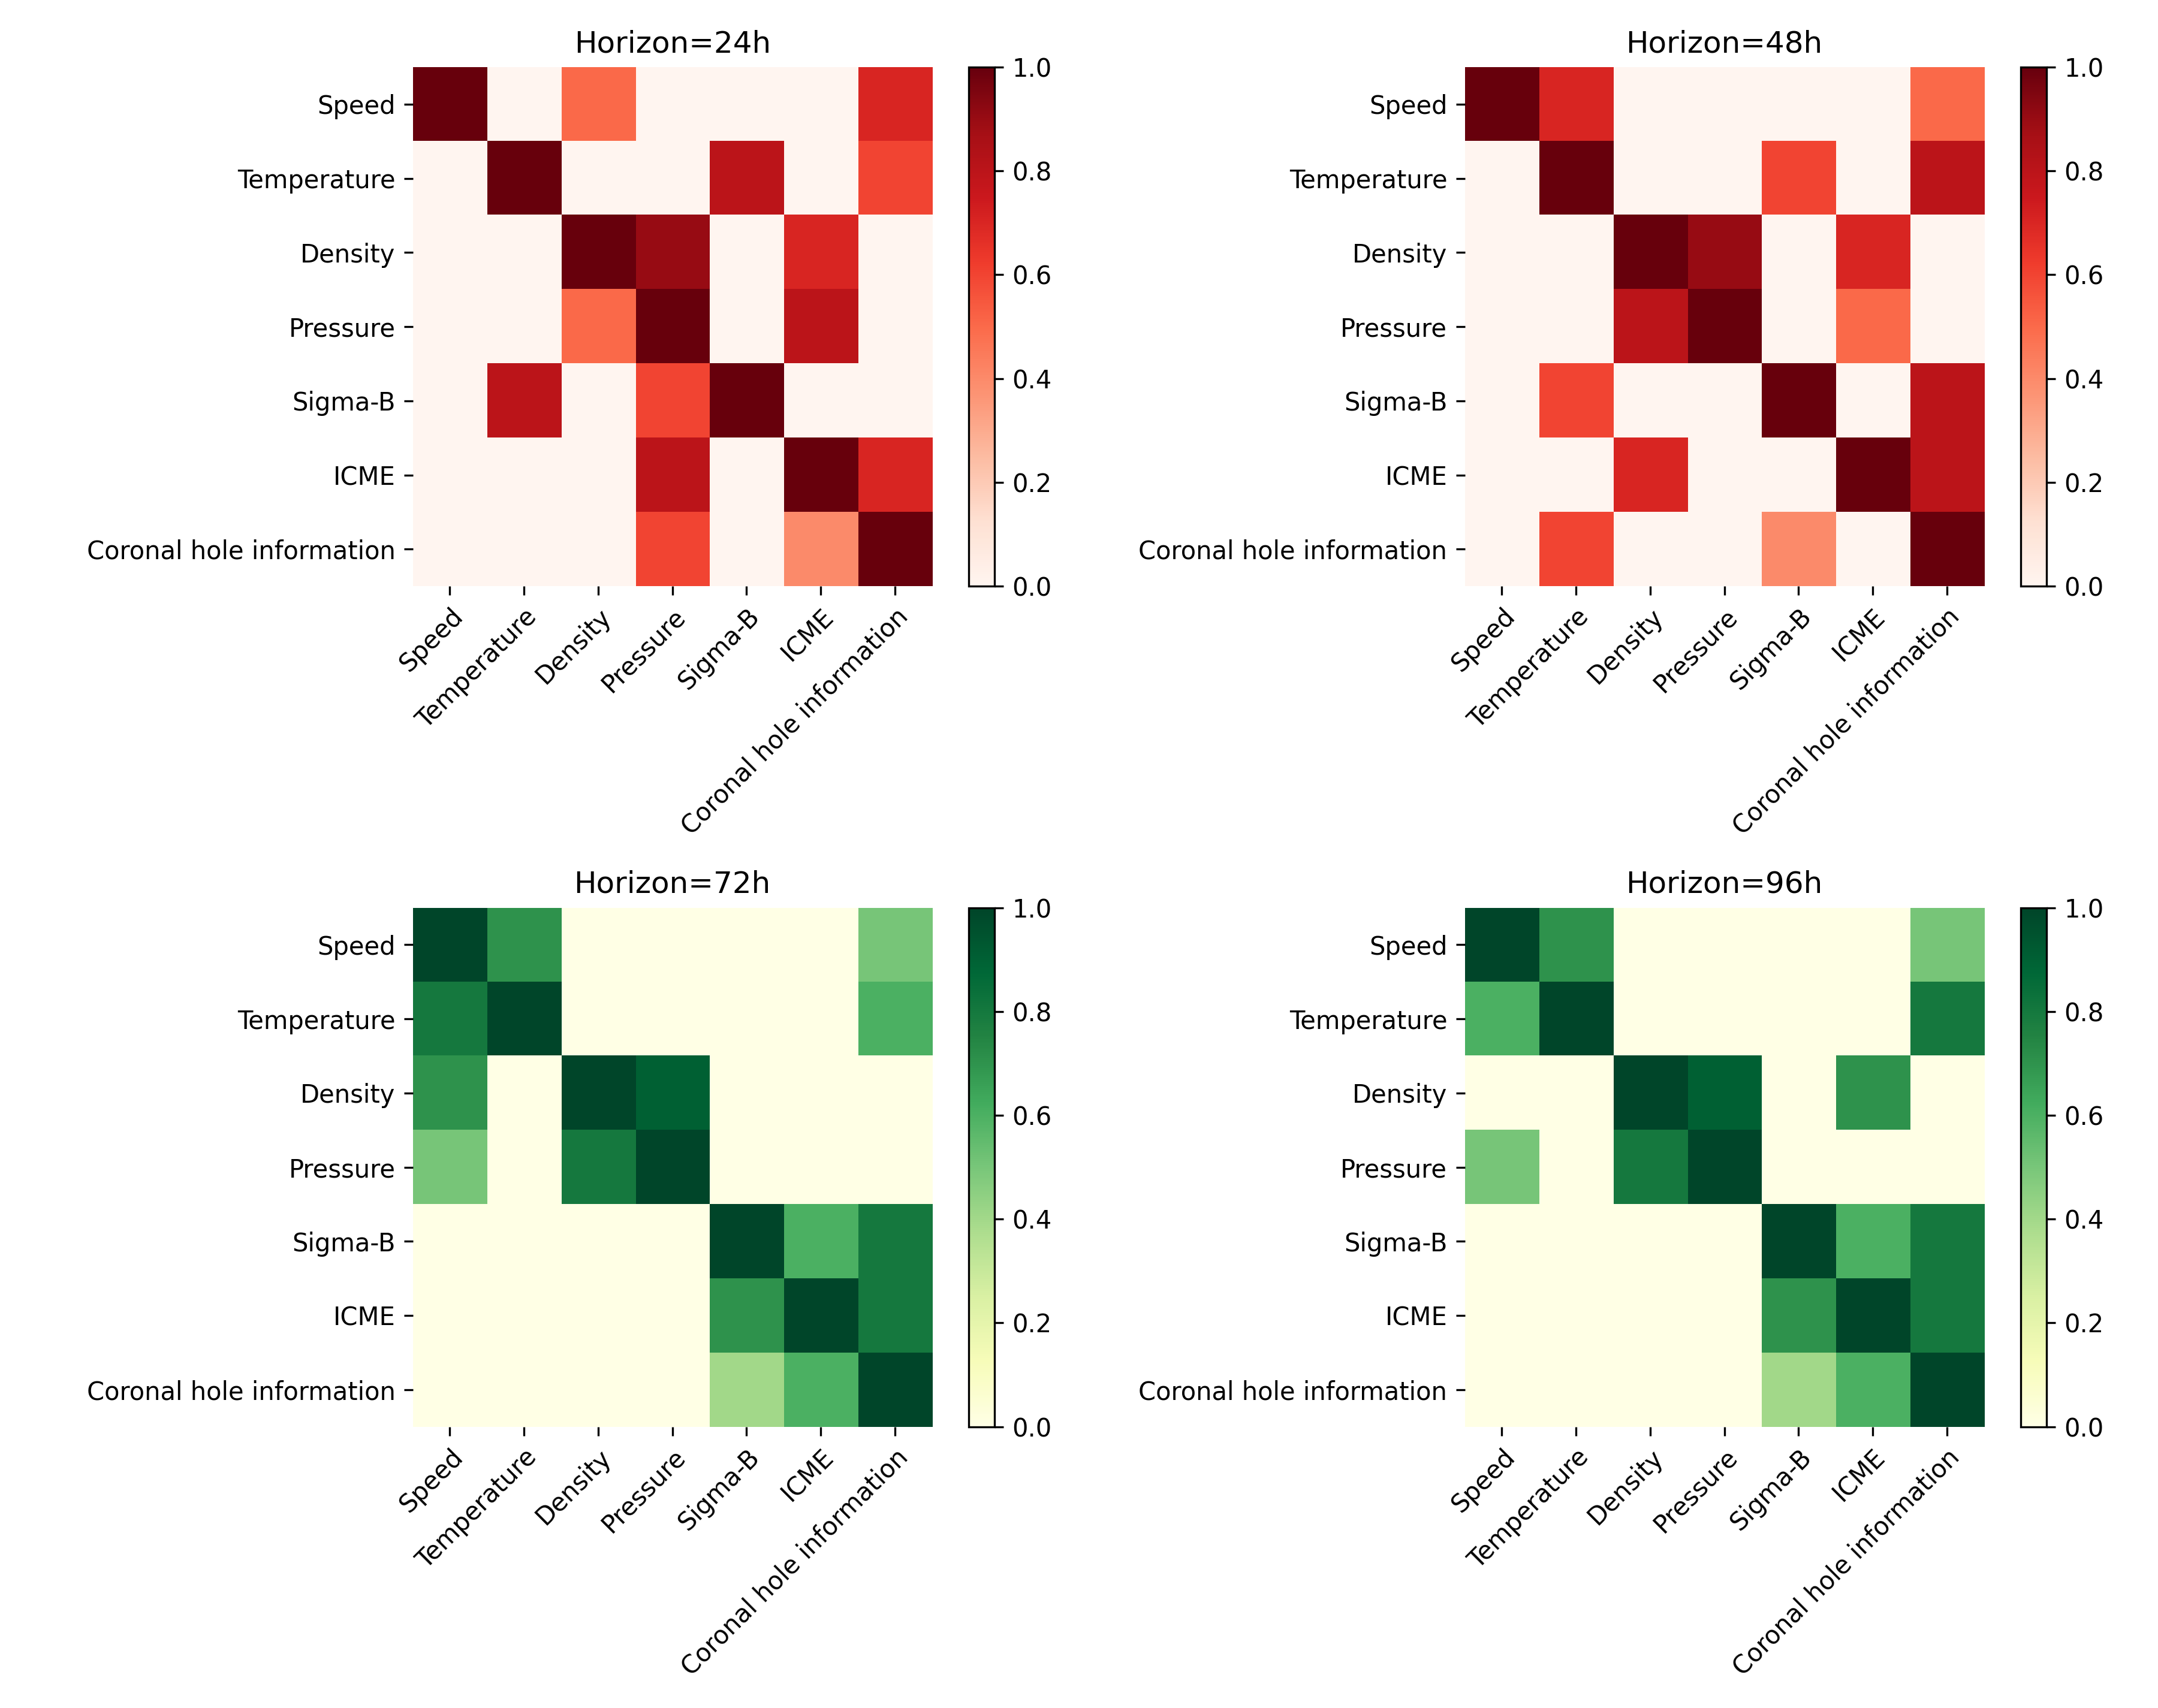 Horizon=24h
Speed
Temperature
Density
Pressure
Sigma-B
ICME
Coronal hole information
Speed
Temperature
Density
Pressure
Sigma-B
ICME
Coronal hole information
1.0
0.8
0.6
0.4
0.2
0.0
Horizon=48h
Speed
Temperature
Density
Pressure
Sigma-B
ICME
Coronal hole information
Speed
Temperature
Density
Pressure
Sigma-B
ICME
Coronal hole information
1.0
0.8
0.6
0.4
0.2
0.0
Horizon=72h
Speed
Temperature
Density
Pressure
Sigma-B
ICME
Coronal hole information
Speed
Temperature
Density
Pressure
Sigma-B
ICME
Coronal hole information
1.0
0.8
0.6
0.4
0.2
0.0
Horizon=96h
Speed
Temperature
Density
Pressure
Sigma-B
ICME
Coronal hole information
Speed
Temperature
Density
Pressure
Sigma-B
ICME
Coronal hole information
1.0
0.8
0.6
0.4
0.2
0.0